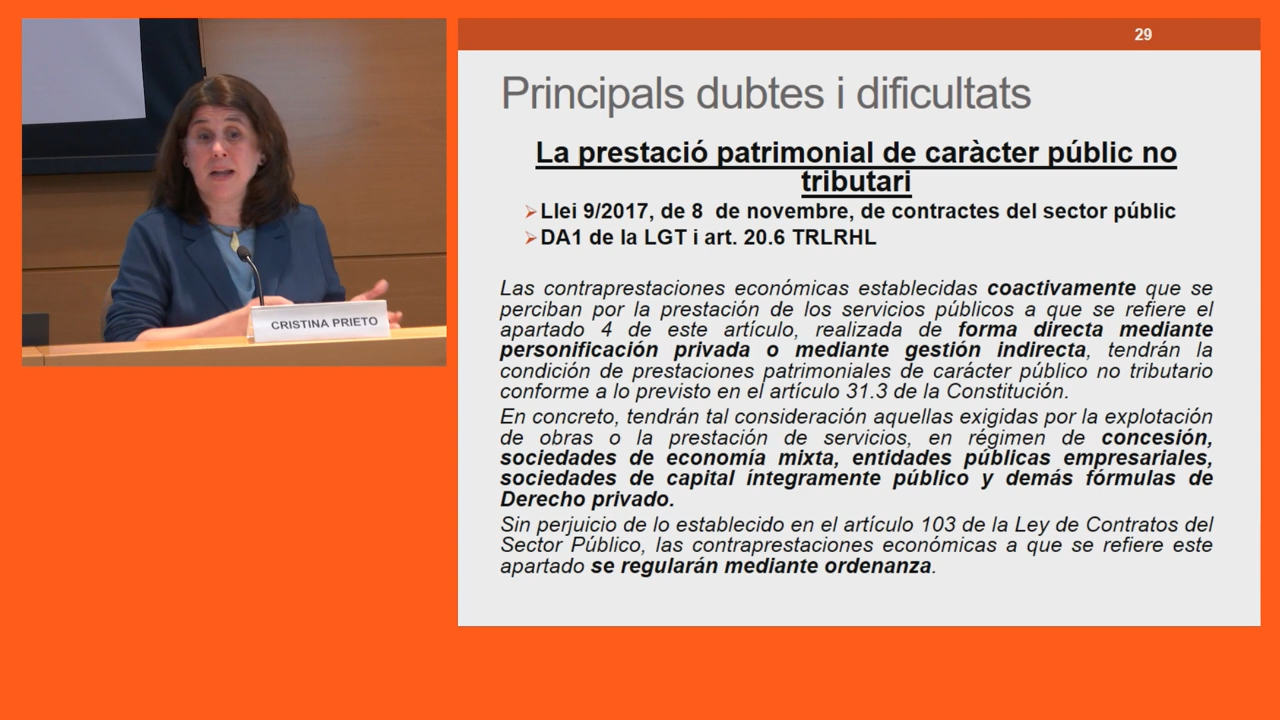 29
Principals dubtes i dificultats
La prestació patrimonial de caràcter públic no
tributari
Llei 9/2017, de 8 de novembre, de contractes del sector públic
DA1 de la LGT i art. 20.6 TRLRHL
Las contraprestaciones económicas establecidas coactivamente que se
perciban por la prestación de los servicios públicos a que se refiere el
apartado 4 de este artículo, realizada de forma directa mediante
personificación privada o mediante gestión indirecta, tendrán la
condición de prestaciones patrimoniales de carácter público no tributario
conforme a lo previsto en el artículo 31.3 de la Constitución.
En concreto, tendrán tal consideración aquellas exigidas por la explotación
de obras o la prestación de servicios, en régimen de concesión,
sociedades de economía mixta, entidades públicas empresariales,
sociedades de capital íntegramente público y demás fórmulas de
Derecho privado.
Sin perjuicio de lo establecido en el artículo 103 de la Ley de Contratos del
Sector Público, las contraprestaciones económicas a que se refiere este
apartado se regularán mediante ordenanza.
CRISTINA PRIETO